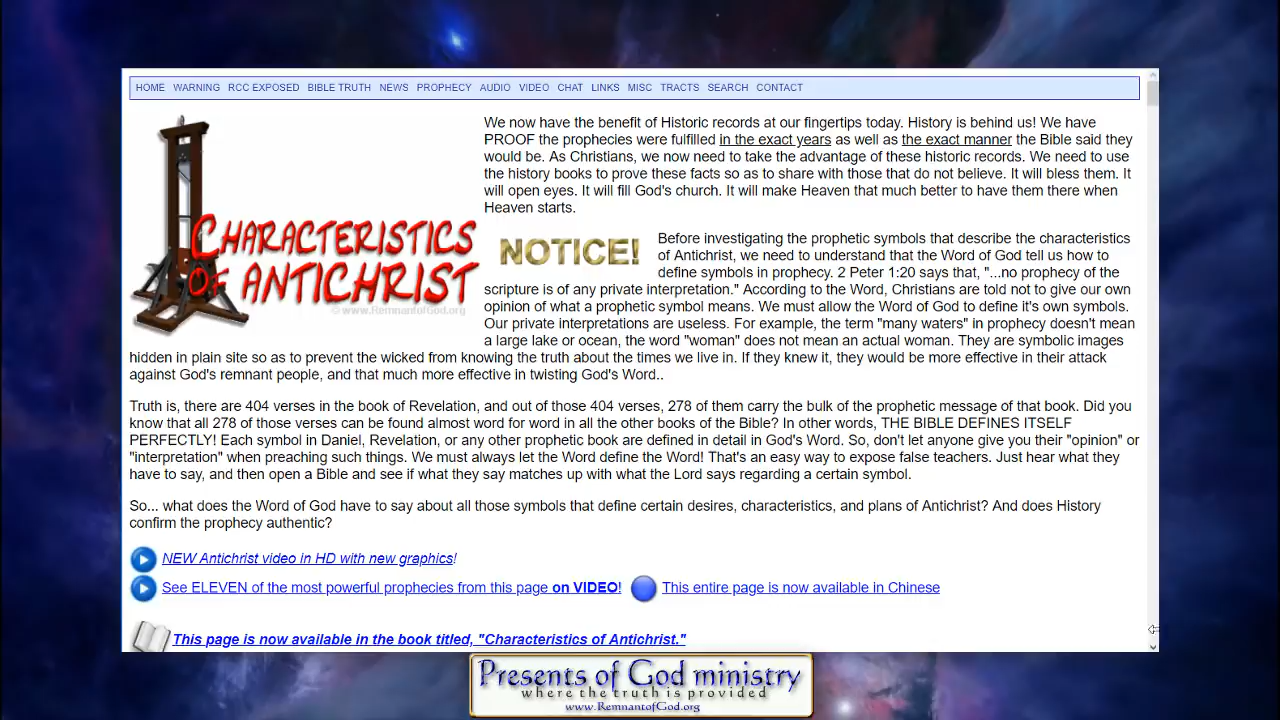 HOME WARNING RCC EXPOSED BIBLE TRUTH NEWS PROPHECY AUDIO VIDEO CHAT LINKS MISC TRACTS SEARCH CONTACT
CHARACTERISTICS
OF ANTICHRIST
© www.RemnantofGod.org
We now have the benefit of Historic records at our fingertips today. History is behind us! We have
PROOF the prophecies were fulfilled in the exact years as well as the exact manner the Bible said they
would be. As Christians, we now need to take the advantage of these historic records. We need to use
the history books to prove these facts so as to share with those that do not believe. It will bless them. It
will open eyes. It will fill God's church. It will make Heaven that much better to have them there when
Heaven starts.
NOTICE!
Before investigating the prophetic symbols that describe the characteristics
of Antichrist, we need to understand that the Word of God tell us how to
define symbols in prophecy. 2 Peter 1:20 says that, "...no prophecy of the
scripture is of any private interpretation." According to the Word, Christians are told not to give our own
opinion of what a prophetic symbol means. We must allow the Word of God to define it's own symbols.
Our private interpretations are useless. For example, the term "many waters" in prophecy doesn't mean
a large lake or ocean, the word "woman" does not mean an actual woman. They are symbolic images
hidden in plain site so as to prevent the wicked from knowing the truth about the times we live in. If they knew it, they would be more effective in their attack
against God's remnant people, and that much more effective in twisting God's Word..
Truth is, there are 404 verses in the book of Revelation, and out of those 404 verses, 278 of them carry the bulk of the prophetic message of that book. Did you
know that all 278 of those verses can be found almost word for word in all the other books of the Bible? In other words, THE BIBLE DEFINES ITSELF
PERFECTLY! Each symbol in Daniel, Revelation, or any other prophetic book are defined in detail in God's Word. So, don't let anyone give you their "opinion" or
"interpretation" when preaching such things. We must always let the Word define the Word! That's an easy way to expose false teachers. Just hear what they
have to say, and then open a Bible and see if what they say matches up with what the Lord says regarding a certain symbol.
So... what does the Word of God have to say about all those symbols that define certain desires, characteristics, and plans of Antichrist? And does History
confirm the prophecy authentic?
NEW Antichrist video in HD with new graphics!
See ELEVEN of the most powerful prophecies from this page on VIDEO! This entire page is now available in Chinese
This page is now available in the book titled, "Characteristics of Antichrist."
Presents of God ministry
where the truth is provided
www.RemnantofGod.org